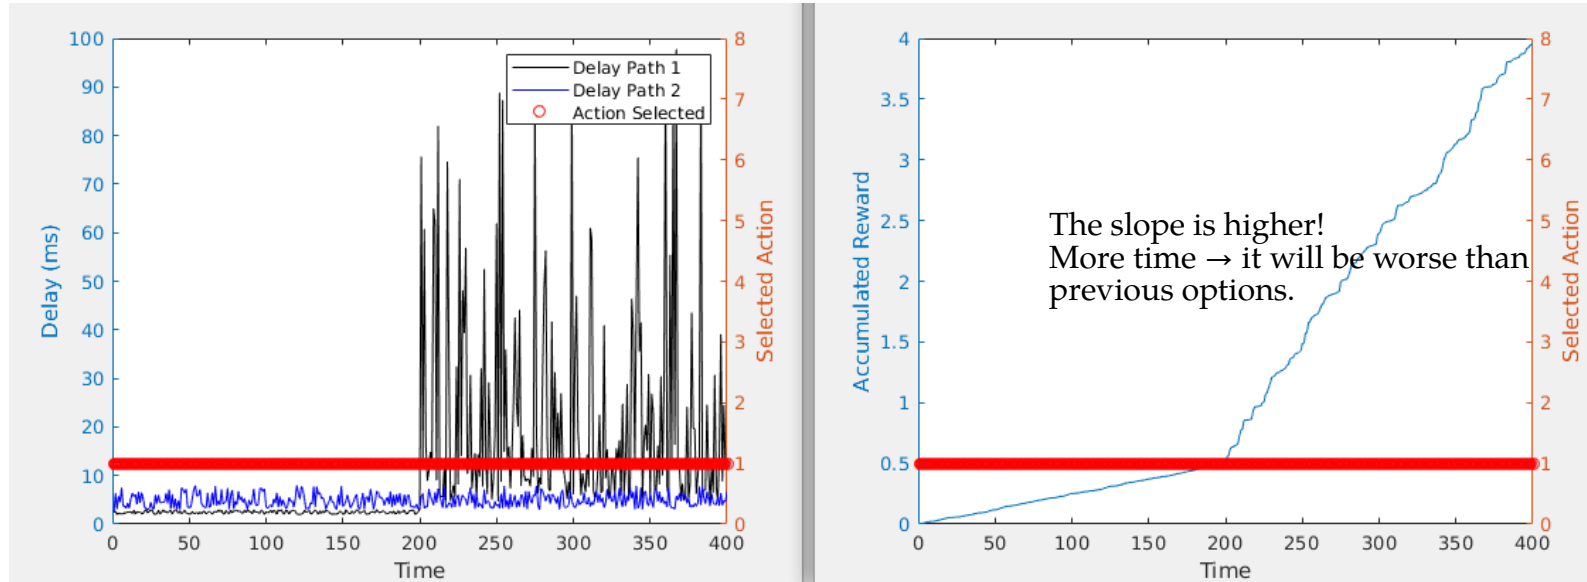 100
90
80
70
60
50
40
30
20
10
0
Delay (ms)
0 50 100 150 200 250 300 350 400
Time
8
7
6
5
4
3
2
1
0
Selected Action
Delay Path 1
Delay Path 2
Action Selected
4
3.5
3
2.5
2
1.5
1
0.5
0
Accumulated Reward
The slope is higher!
More time → it will be worse than
previous options.
0 50 100 150 200 250 300 350 400
Time
8
7
6
5
4
3
2
1
0
Selected Action